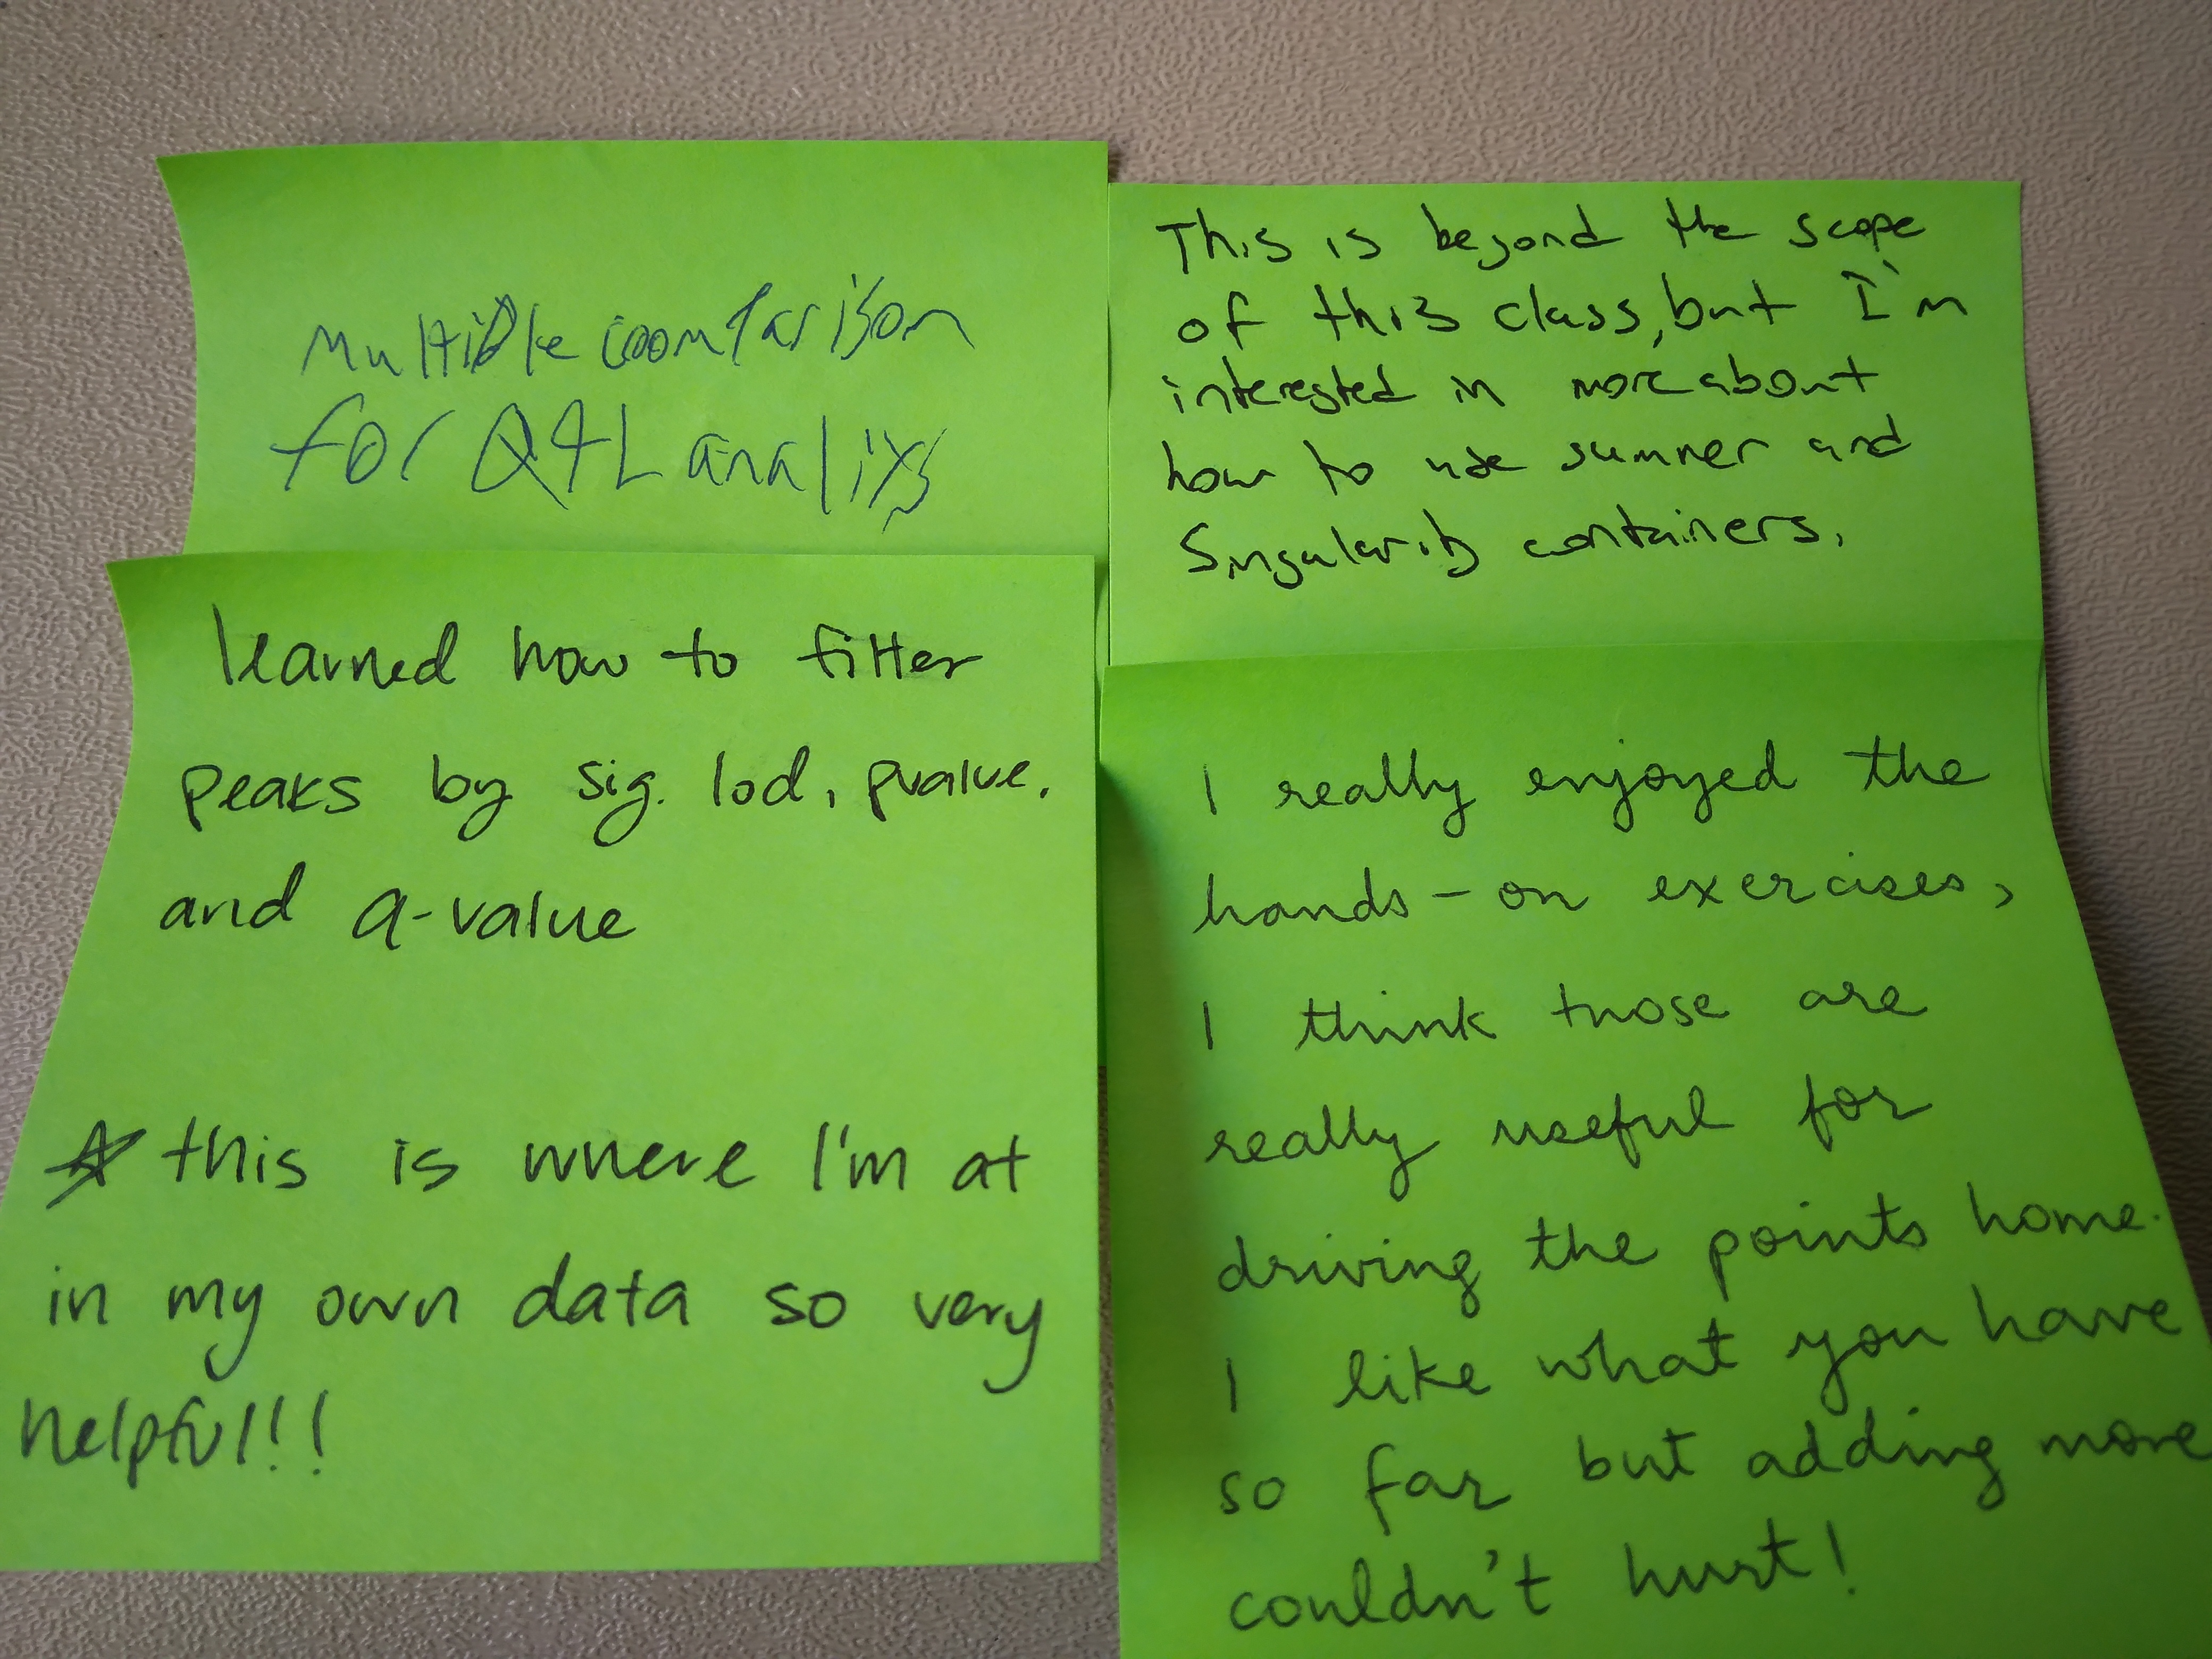 Multiple coomparison
for QTL analizs
learned how to filter
peaks by sig. lod, pvalue,
and q-value
☆ this is where I'm at
in my own data so very
helpful!!
This is beyond the scope
of this class, but I'm
interested in more about
how to use sumner and
Singularity containers.
I really enjoyed the
hands-on exercises,
I think those are
really useful for
driving the points home.
I like what you have
so far but adding more
couldn't hurt!